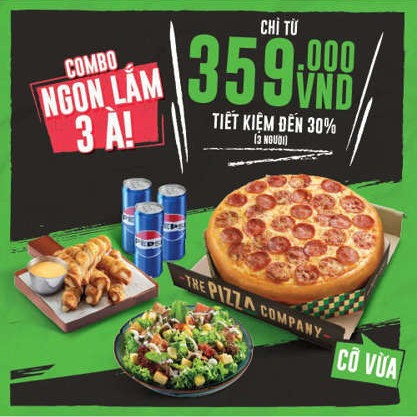 COMBO
NGON LẮM
3 À!
CHỈ TỪ
359.000
VND
TIẾT KIỆM ĐẾN 30%
(3 NGƯỜI)
PEPSI
THE PIZZA COMPANY
CỠ VỪA